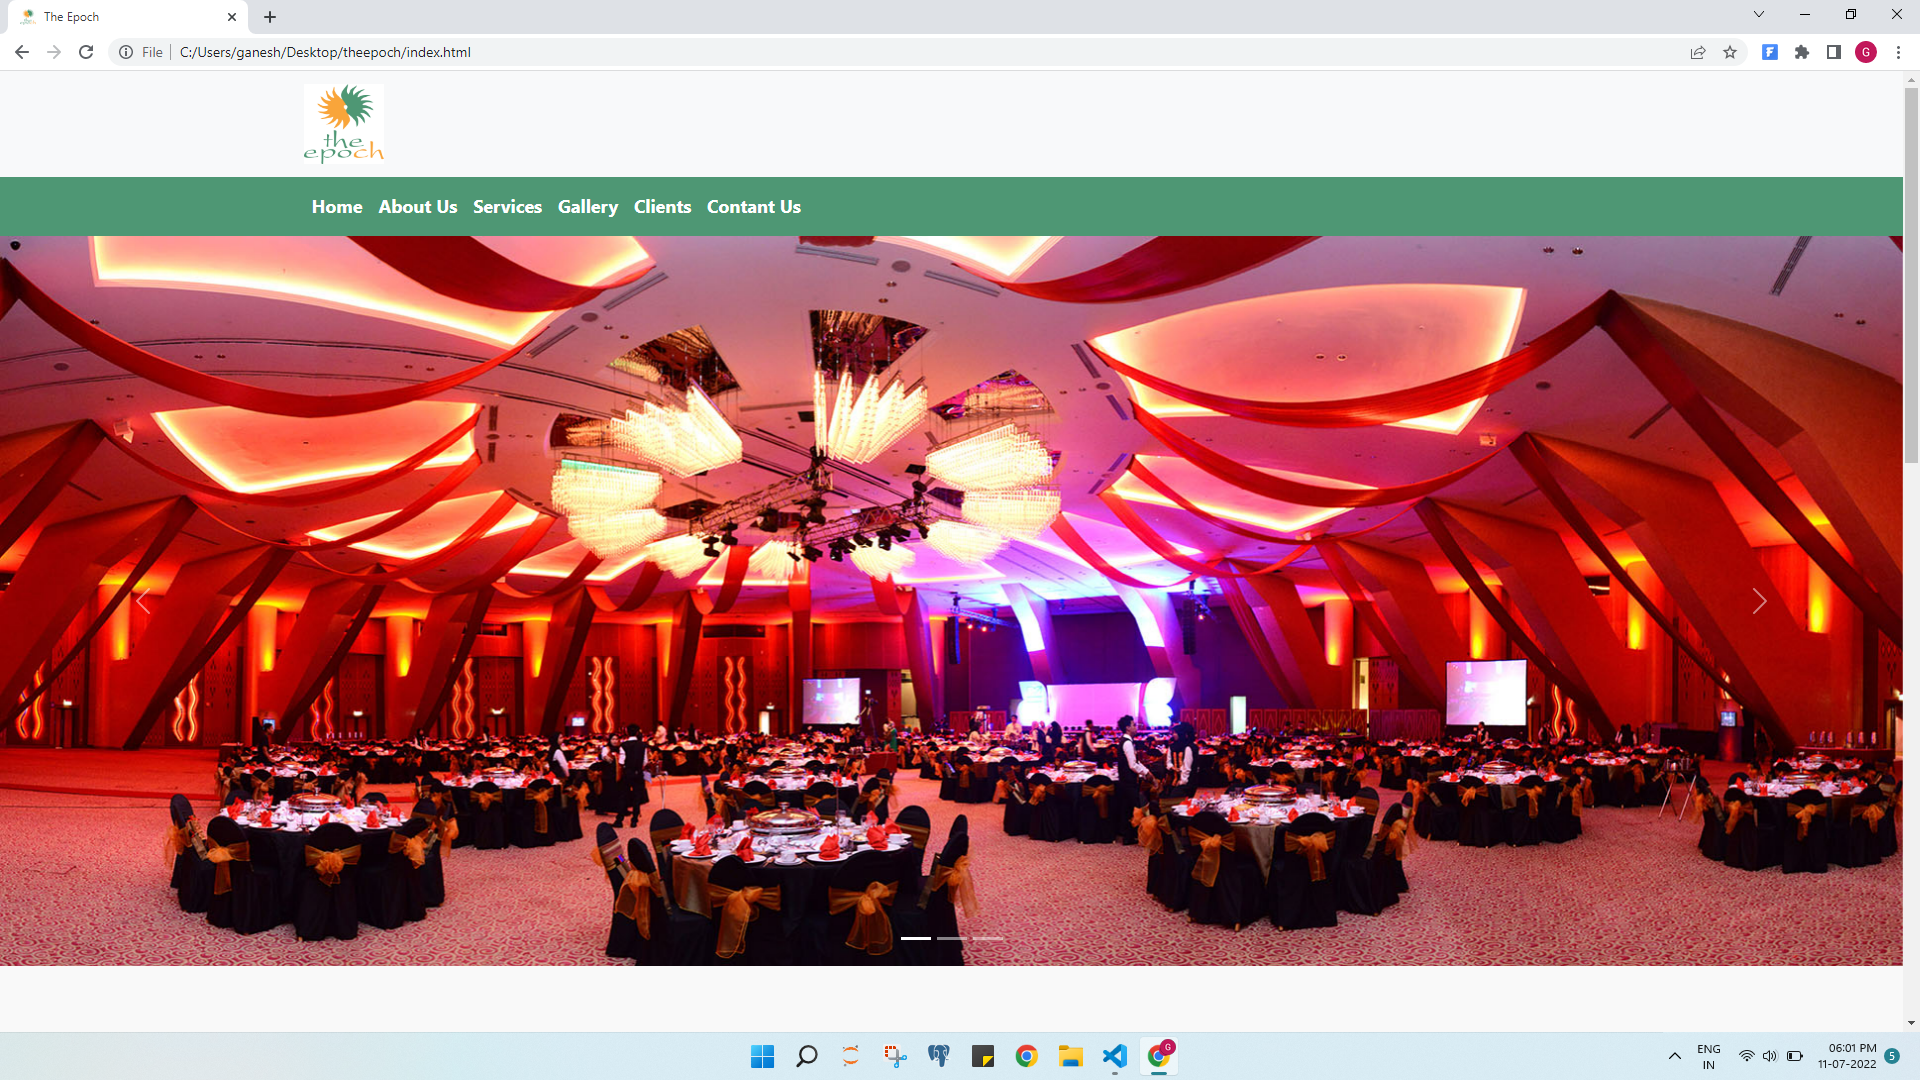 The Epoch
File C:/Users/ganesh/Desktop/theepoch/index.html
G
the
epoch
Home About Us Services Gallery Clients Contant Us
G
ENG
IN
06:01 PM
11-07-2022
5